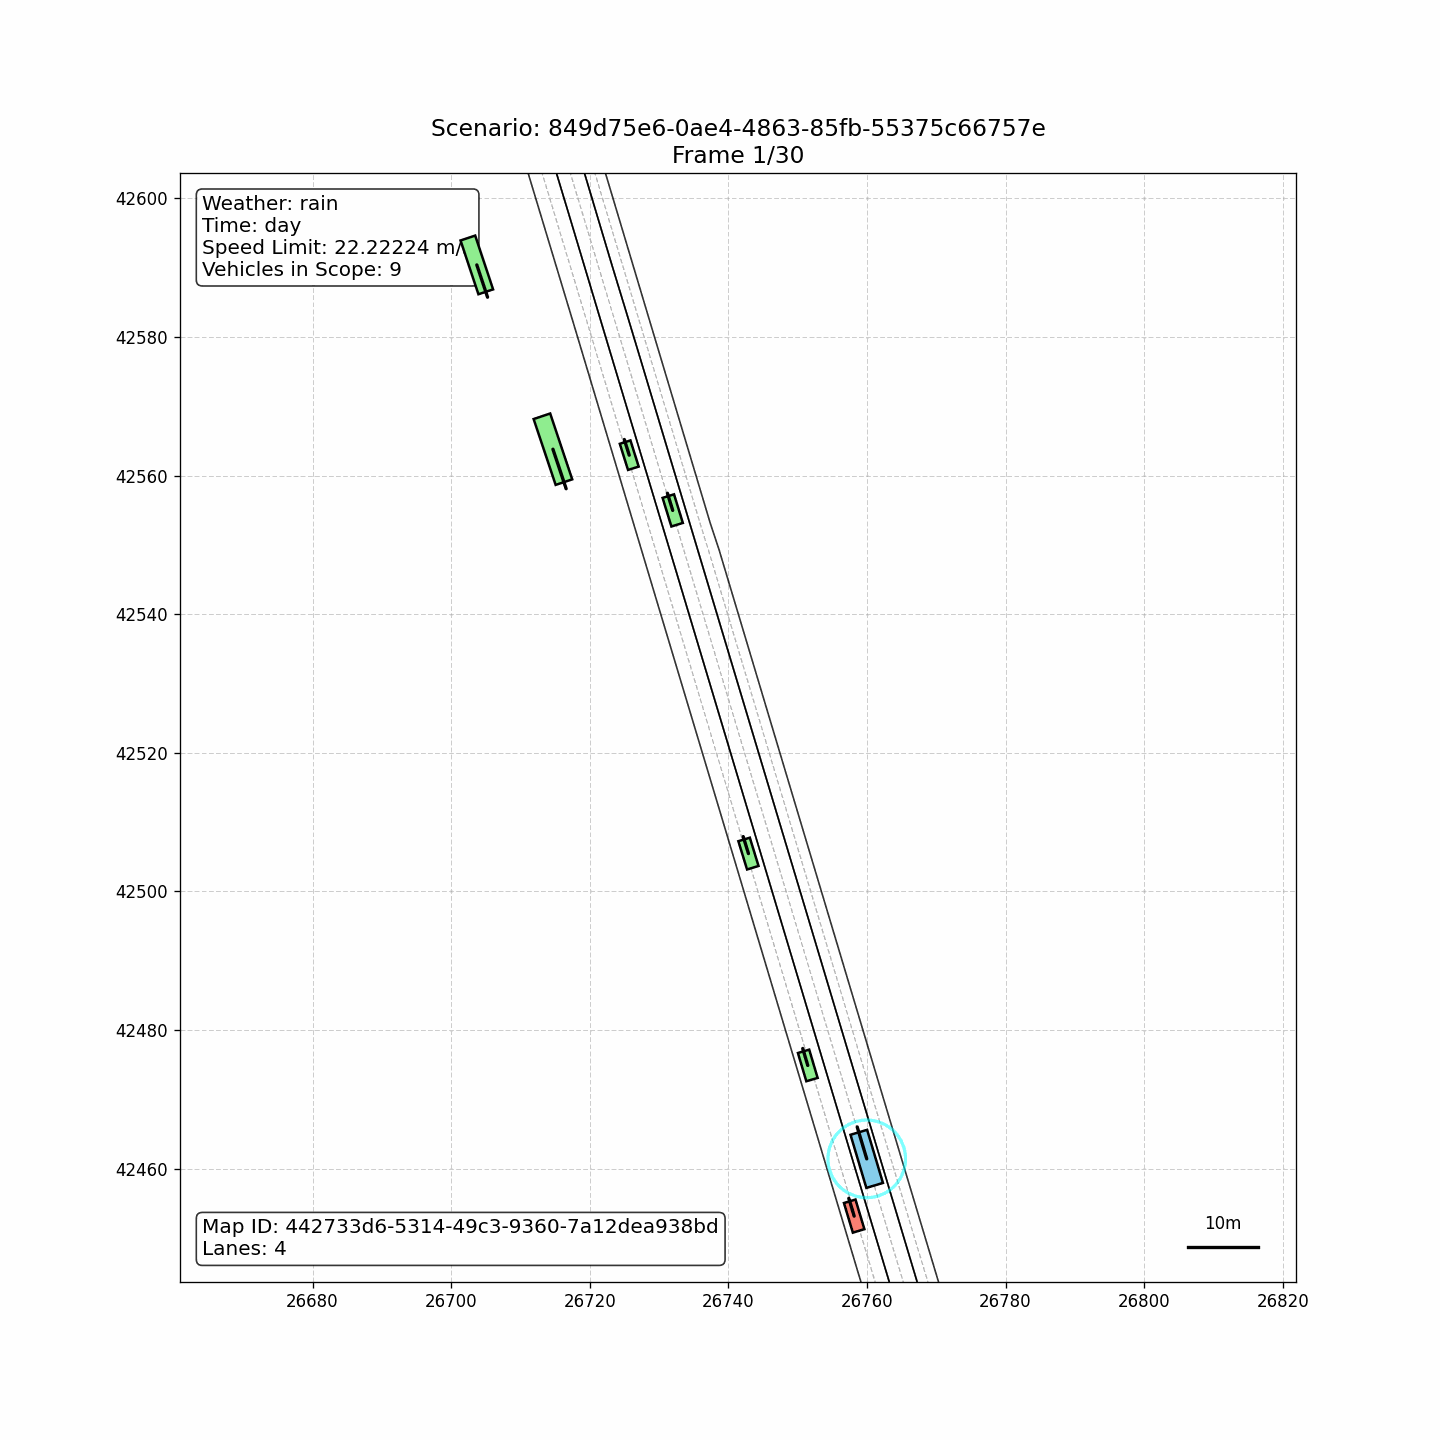 Scenario: 849d75e6-0ae4-4863-85fb-55375c66757e
Frame 1/30
Weather: rain
Time: day
Speed Limit: 22.22224 m/
Vehicles in Scope: 9
42600
42580
42560
42540
42520
42500
42480
42460
10m
Map ID: 442733d6-5314-49c3-9360-7a12dea938bd
Lanes: 4
26680 26700 26720 26740 26760 26780 26800 26820